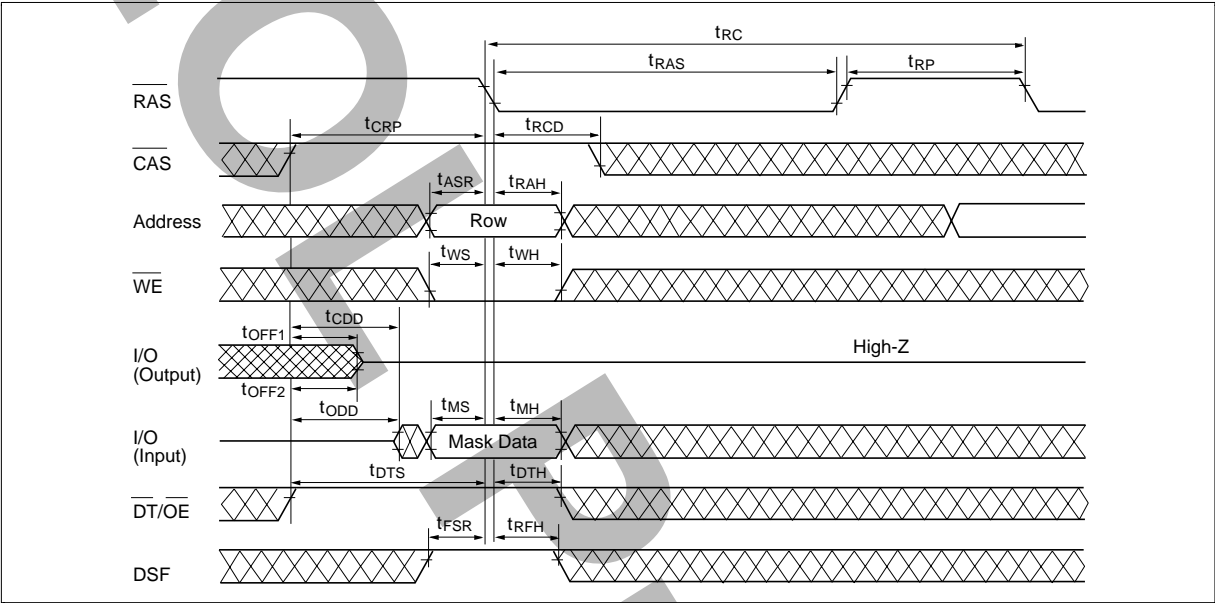 tRC
tRAS tRP
RAS
tCRP tRCD
CAS
tASR tRAH
Address Row
tWS tWH
WE
tCDD
tOFF1
I/O
(Output)
High-Z
tOFF2
tODD
tMS tMH
I/O
(Input)
Mask Data
tDTS tDTH
DT/OE
tFSR tRFH
DSF